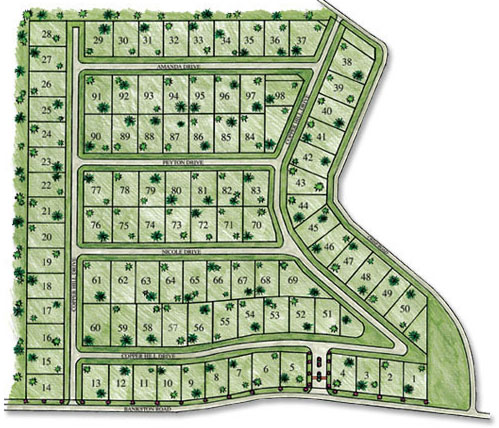 28 29 30 31 32 33 34 35 36 37
27 38
AMANDA DRIVE
26 39
91 92 93 94 95 96 97 98
25 40
COPPER HILL DRIVE
24 90 89 88 87 86 85 84 41
23 42
PEYTON DRIVE
22 77 78 79 80 81 82 83 43
21 44
20 76 75 74 73 72 71 70 45
46
NICOLE DRIVE
19 61 62 63 64 65 66 67 68 69 47
COPPER HILL DRIVE
18 48
49
17 60 59 58 57 56 55 54 53 52 51 50
16
COPPER HILL DRIVE
15
14 13 12 11 10 9 8 7 6 5 4 3 2 1
BANKSTON ROAD